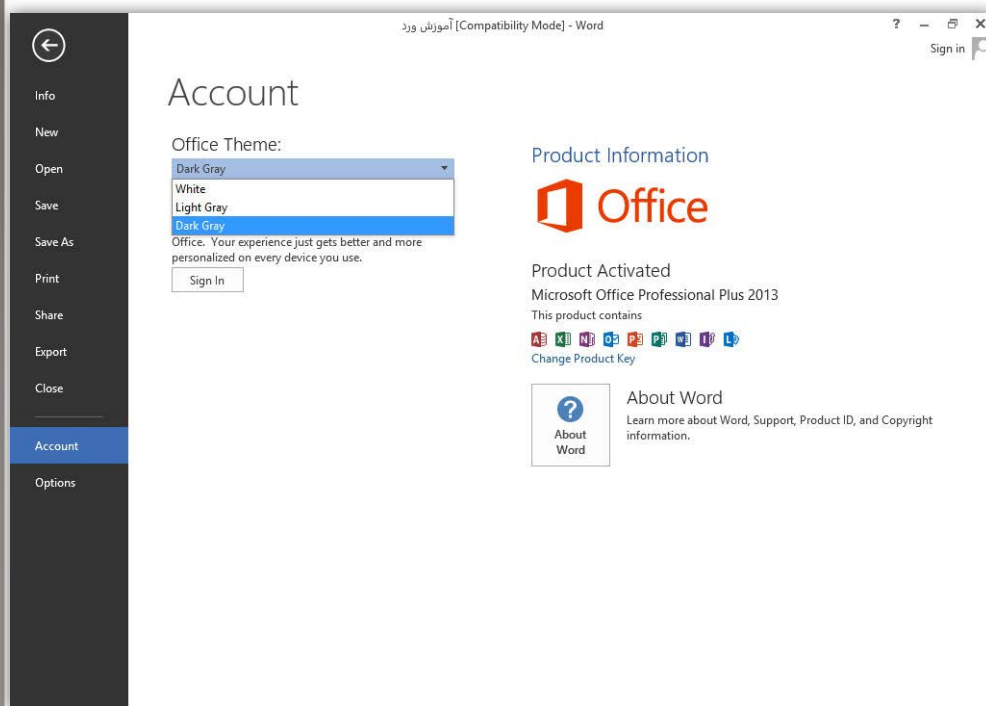 آموزش ورد [Compatibility Mode] - Word
?
Sign in
Info
New
Open
Save
Save As
Print
Share
Export
Close
Account
Options
Account
Office Theme:
Dark Gray
White
Light Gray
Dark Gray
Office. Your experience just gets better and more
personalized on every device you use.
Sign In
Product Information
Office
Product Activated
Microsoft Office Professional Plus 2013
This product contains
Change Product Key
?
About
Word
About Word
Learn more about Word, Support, Product ID, and Copyright
information.